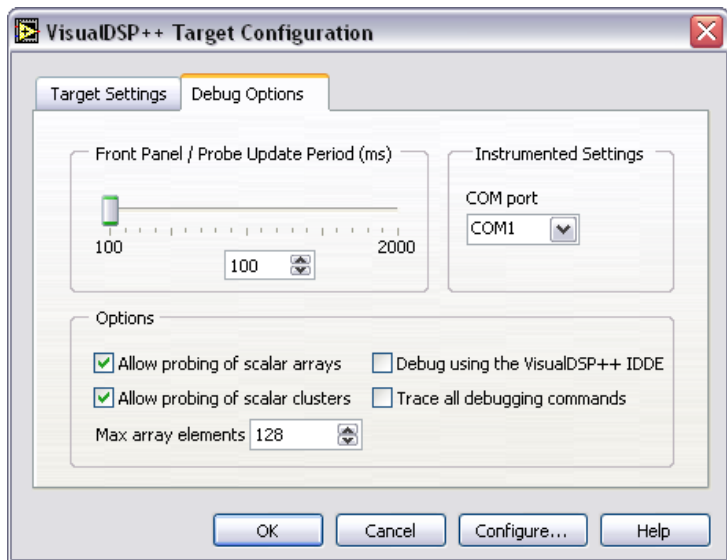 VisualDSP++ Target Configuration
Target Settings
Debug Options
Front Panel / Probe Update Period (ms)
100
2000
100
Instrumented Settings
COM port
COM1
Options
Allow probing of scalar arrays
Debug using the VisualDSP++ IDDE
Allow probing of scalar clusters
Trace all debugging commands
Max array elements 128
OK
Cancel
Configure...
Help